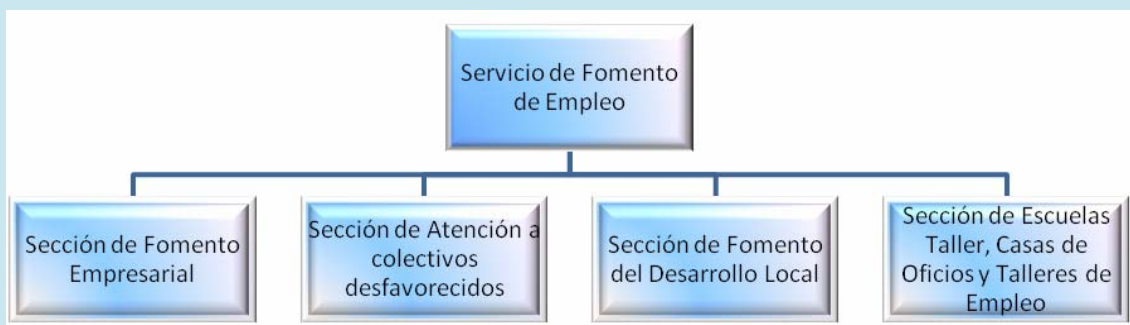 Servicio de Fomento
de Empleo
Sección de Fomento
Empresarial
Sección de Atención a
colectivos
desfavorecidos
Sección de Fomento
del Desarrollo Local
Sección de Escuelas
Taller, Casas de
Oficios y Talleres de
Empleo